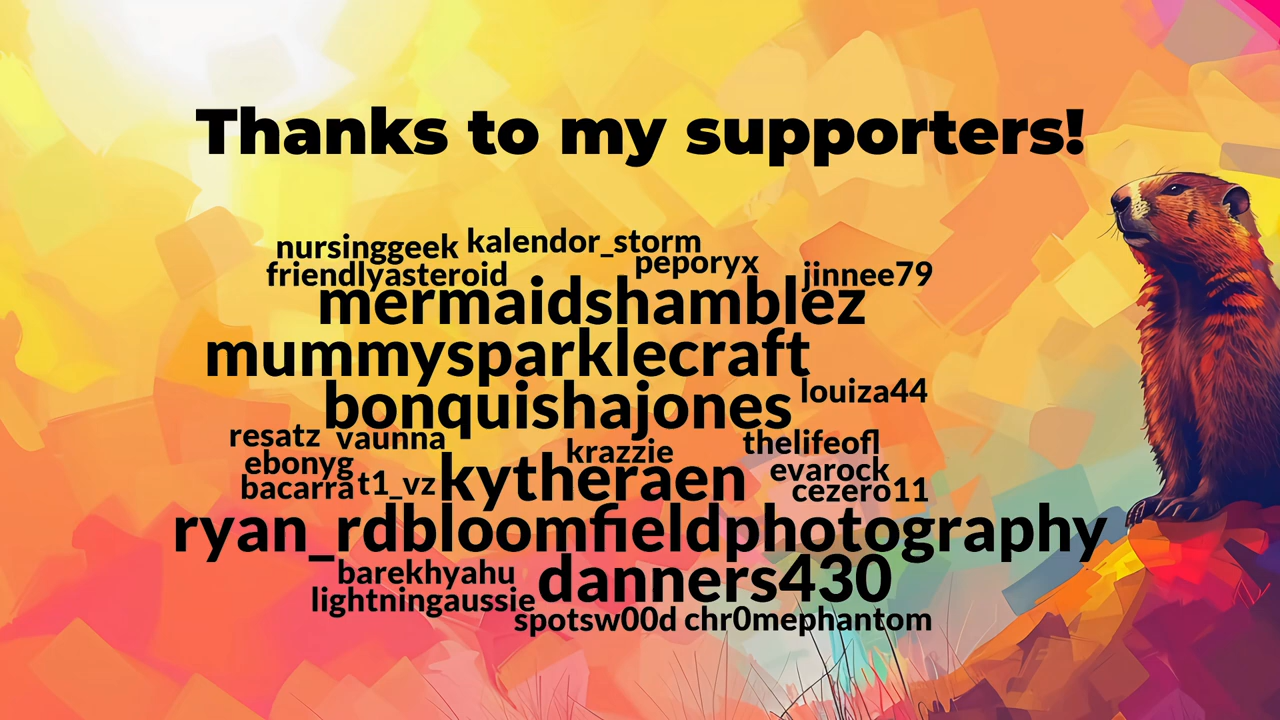 Thanks to my supporters!
nursinggeek kalendor_storm
friendlyasteroid peporyx jinnee79
mermaidshamblez
mummysparklecraft
bonquishajones louiza44
resatz vaunna krazzie thelifeofl
ebonyg kytheraen evarock
bacarra t1_vz cezero11
ryan_rdbloomfieldphotography
barekhyahu danners430
lightningaussie
spotsw00d chr0mephantom